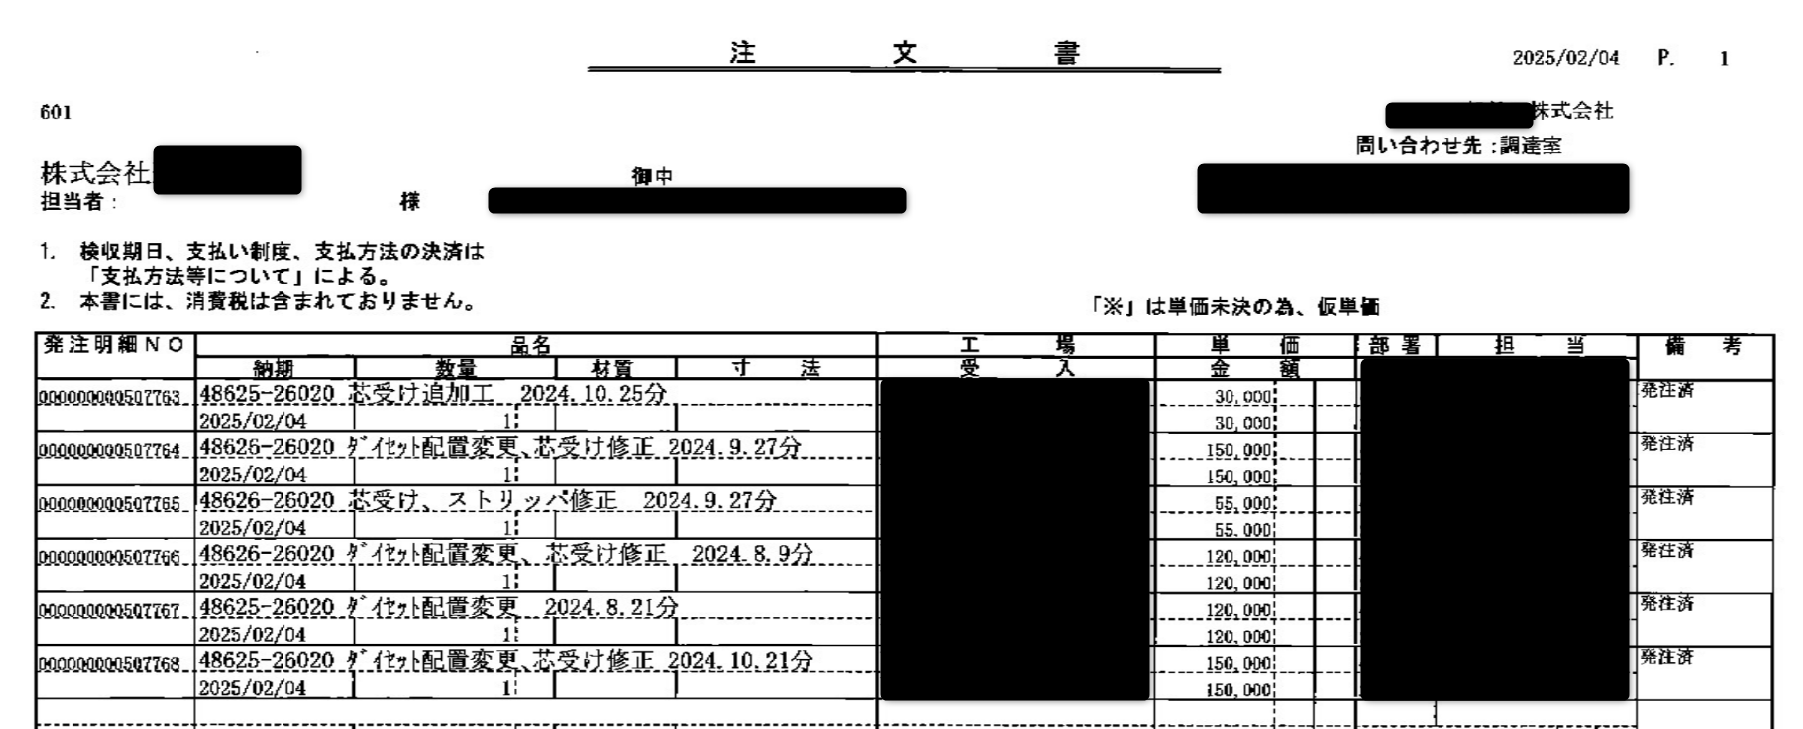 注文書
2025/02/04 P. 1
601
株式会社
問い合わせ先:調達室
株式会社
御中
担当者: 様
1. 検収期日、支払い制度、支払方法の決済は
「支払方法等について」による。
2. 本書には、消費税は含まれておりません。
「※」は単価未決の為、仮単価
発注明細NO 品名 工場 単価 部署 担当 備考
納期 数量 材質 寸法 受入 金額
000000000507763 48625-26020 芯受け追加工 2024.10.25分 30,000 発注済
2025/02/04 1 30,000
000000000507764 48626-26020 ダイセット配置変更、芯受け修正 2024.9.27分 150,000 発注済
2025/02/04 1 150,000
000000000507765 48626-26020 芯受け、ストリッパ修正 2024.9.27分 55,000 発注済
2025/02/04 1 55,000
000000000507766 48626-26020 ダイセット配置変更、芯受け修正 2024.8.9分 120,000 発注済
2025/02/04 1 120,000
000000000507767 48625-26020 ダイセット配置変更 2024.8.21分 120,000 発注済
2025/02/04 1 120,000
000000000507768 48625-26020 ダイセット配置変更、芯受け修正 2024.10.21分 150,000 発注済
2025/02/04 1 150,000